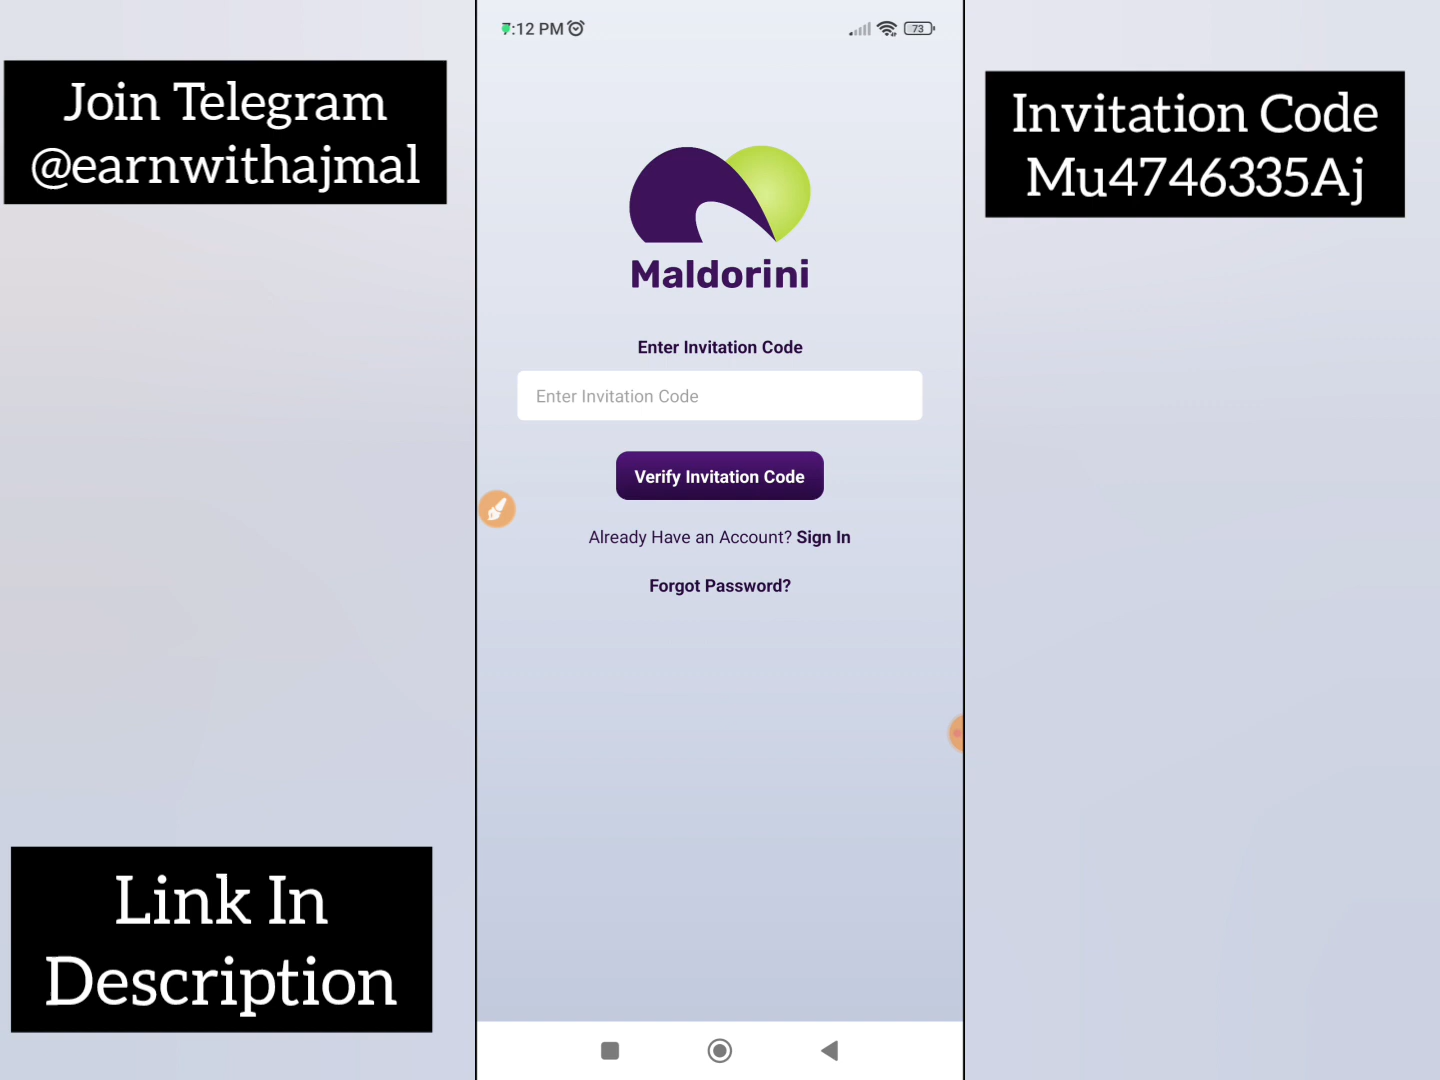 7:12 PM
73
Join Telegram
@earnwithajmal
Invitation Code
Mu4746335Aj
Maldorini
Enter Invitation Code
Enter Invitation Code
Verify Invitation Code
Already Have an Account? Sign In
Forgot Password?
Link In
Description